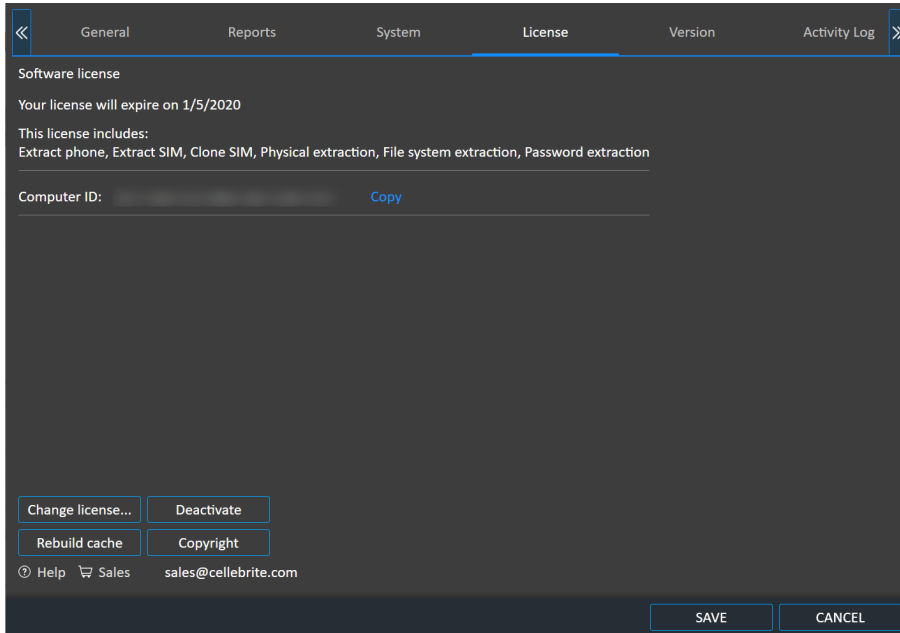 « General Reports System License Version Activity Log »
Software license
Your license will expire on 1/5/2020
This license includes:
Extract phone, Extract SIM, Clone SIM, Physical extraction, File system extraction, Password extraction
Computer ID: Copy
Change license... Deactivate
Rebuild cache Copyright
Help Sales sales@cellebrite.com
SAVE CANCEL